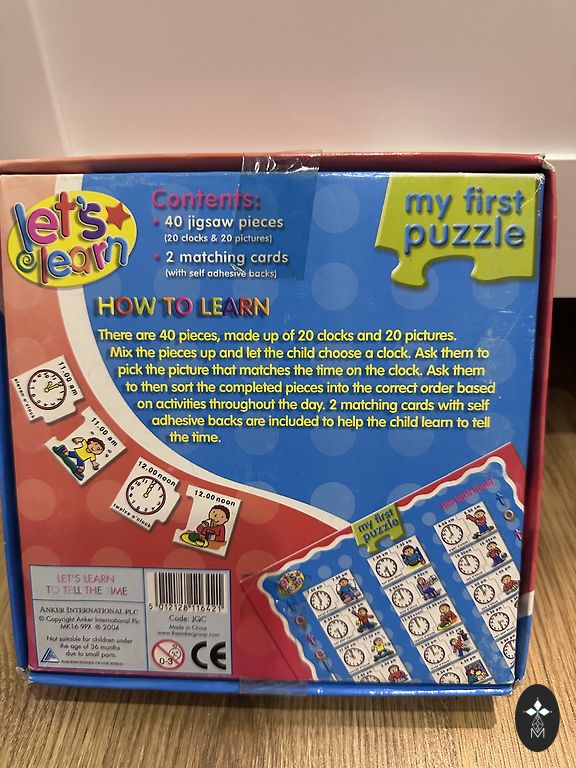 let's
learn
Contents:
• 40 jigsaw pieces
(20 clocks & 20 pictures)
• 2 matching cards
(with self adhesive backs)
my first
puzzle
HOW TO LEARN
There are 40 pieces, made up of 20 clocks and 20 pictures.
Mix the pieces up and let the child choose a clock. Ask them to
pick the picture that matches the time on the clock. Ask them
to then sort the completed pieces into the correct order based
on activities throughout the day. 2 matching cards with self
adhesive backs are included to help the child learn to tell
the time.
11.00 am
eleven o'clock
11.00 am
12.00 noon
twelve o'clock
12.00 noon
my first
puzzle
LET'S LEARN
TO TELL THE TIME
ANKER INTERNATIONAL PLC
© Copyright Anker International Plc
MK16 9PX ® 2004
Not suitable for children under
the age of 36 months
due to small parts.
Code: JQC
Made in China
0-3
CE